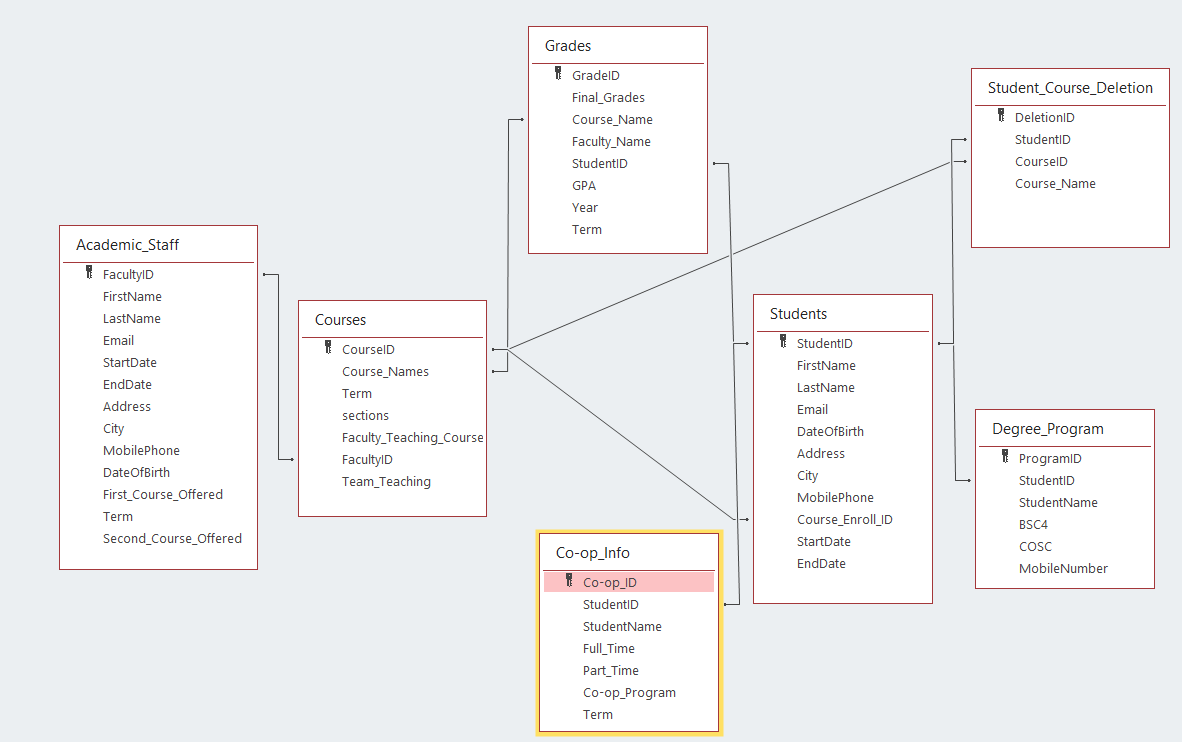 Grades
GradeID
Final_Grades
Course_Name
Faculty_Name
StudentID
GPA
Year
Term
Student_Course_Deletion
DeletionID
StudentID
CourseID
Course_Name
Academic_Staff
FacultyID
FirstName
LastName
Email
StartDate
EndDate
Address
City
MobilePhone
DateOfBirth
First_Course_Offered
Term
Second_Course_Offered
Courses
CourseID
Course_Names
Term
sections
Faculty_Teaching_Course
FacultyID
Team_Teaching
Students
StudentID
FirstName
LastName
Email
DateOfBirth
Address
City
MobilePhone
Course_Enroll_ID
StartDate
EndDate
Degree_Program
ProgramID
StudentID
StudentName
BSC4
COSC
MobileNumber
Co-op_Info
Co-op_ID
StudentID
StudentName
Full_Time
Part_Time
Co-op_Program
Term